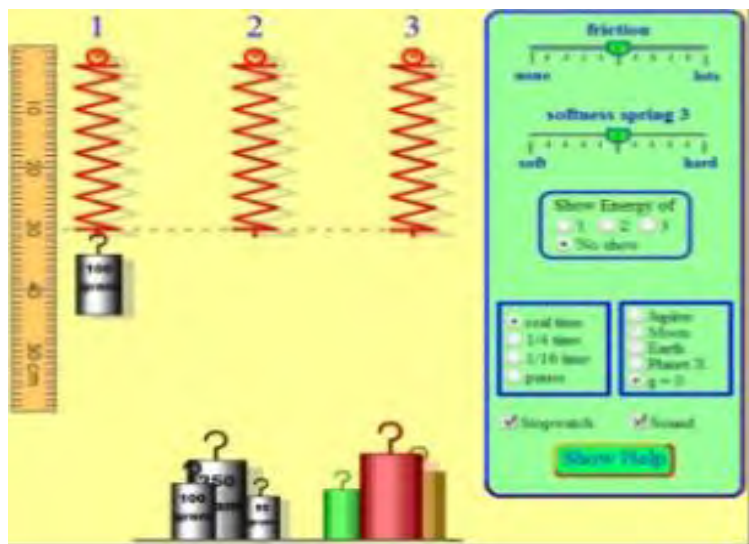 1 2 3
friction
none lots
softness spring 3
soft hard
Show Energy of
1 2 3
No show
10
20
30
40
50 cm
100
gram
real time
1/4 time
1/16 time
pause
Jupiter
Moon
Earth
Planet X
g = 0
Stopwatch Sound
Show Help
250
100
gram